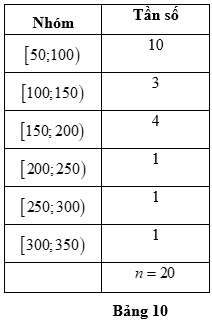 Nhóm Tần số
[50;100) 10
[100;150) 3
[150; 200) 4
[200; 250) 1
[250; 300) 1
[300; 350) 1
n = 20
Bảng 10